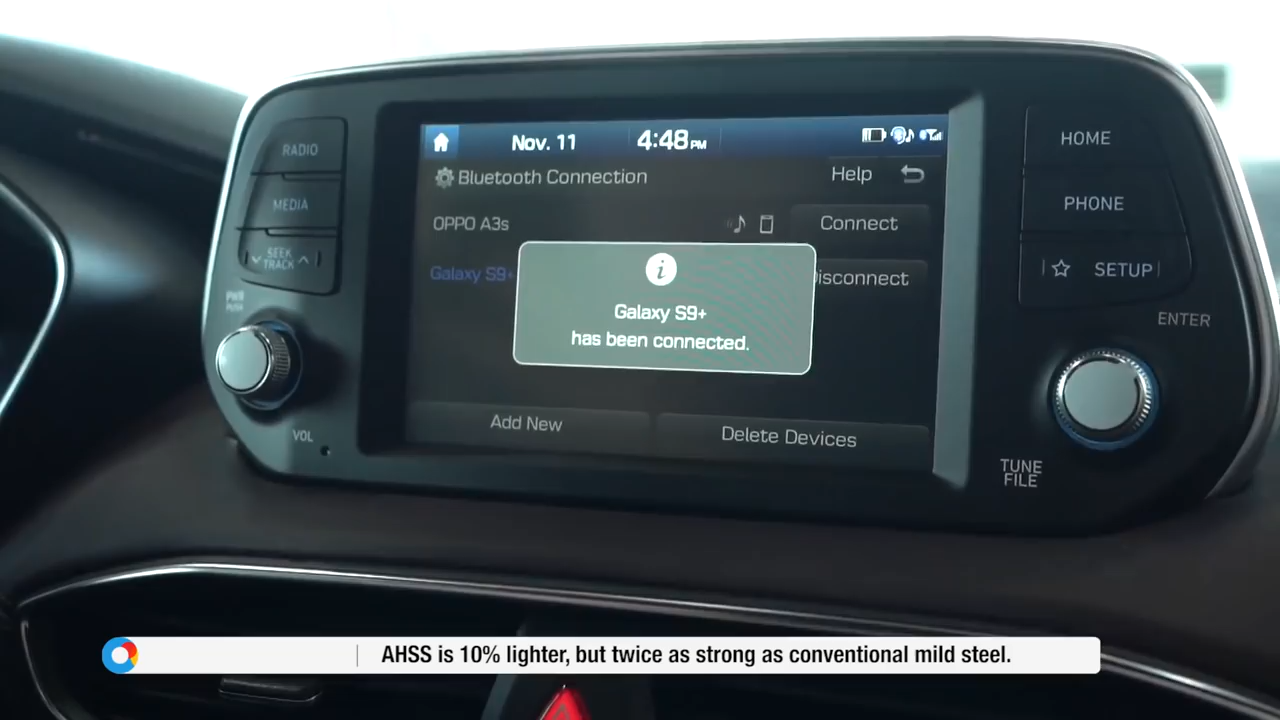 RADIO
MEDIA
SEEK
TRACK
PWR
PUSH
VOL
Nov. 11
4:48PM
Bluetooth Connection
Help
OPPO A3s
Connect
Galaxy S9+
isconnect
i
Galaxy S9+
has been connected.
Add New
Delete Devices
HOME
PHONE
SETUP
ENTER
TUNE
FILE
AHSS is 10% lighter, but twice as strong as conventional mild steel.